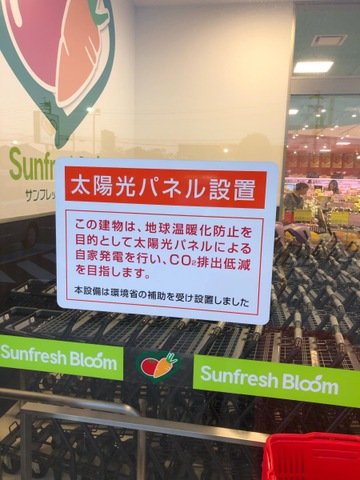 Sunfresh
サンフレッ
太陽光パネル設置
この建物は、地球温暖化防止を
目的として太陽光パネルによる
自家発電を行い、CO₂排出低減
を目指します。
本設備は環境省の補助を受け設置しました
Sunfresh Bloom
Sunfresh Bloom